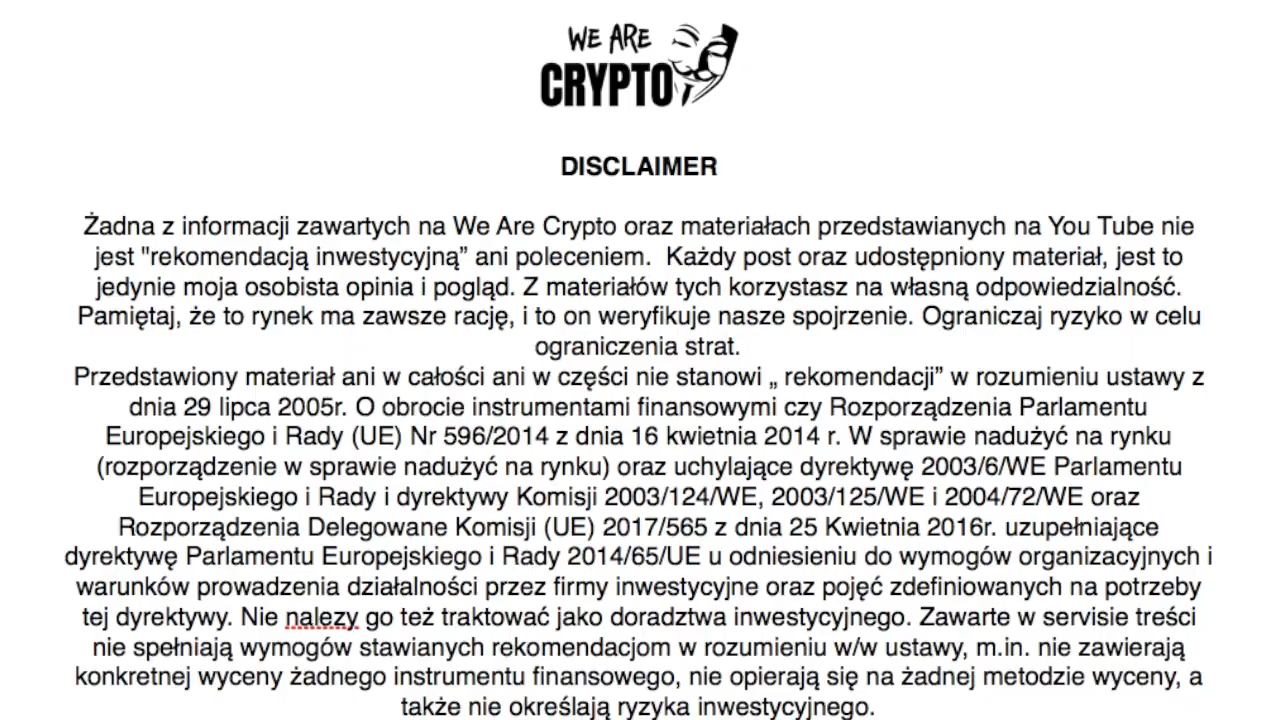 WE ARE
CRYPTO
DISCLAIMER
Żadna z informacji zawartych na We Are Crypto oraz materiałach przedstawianych na You Tube nie
jest "rekomendacją inwestycyjną” ani poleceniem.  Każdy post oraz udostępniony materiał, jest to
jedynie moja osobista opinia i pogląd. Z materiałów tych korzystasz na własną odpowiedzialność.
Pamiętaj, że to rynek ma zawsze rację, i to on weryfikuje nasze spojrzenie. Ograniczaj ryzyko w celu
ograniczenia strat.
Przedstawiony materiał ani w całości ani w części nie stanowi „ rekomendacji” w rozumieniu ustawy z
dnia 29 lipca 2005r. O obrocie instrumentami finansowymi czy Rozporządzenia Parlamentu
Europejskiego i Rady (UE) Nr 596/2014 z dnia 16 kwietnia 2014 r. W sprawie nadużyć na rynku
(rozporządzenie w sprawie nadużyć na rynku) oraz uchylające dyrektywę 2003/6/WE Parlamentu
Europejskiego i Rady i dyrektywy Komisji 2003/124/WE, 2003/125/WE i 2004/72/WE oraz
Rozporządzenia Delegowane Komisji (UE) 2017/565 z dnia 25 Kwietnia 2016r. uzupełniające
dyrektywę Parlamentu Europejskiego i Rady 2014/65/UE u odniesieniu do wymogów organizacyjnych i
warunków prowadzenia działalności przez firmy inwestycyjne oraz pojęć zdefiniowanych na potrzeby
tej dyrektywy. Nie nalezy go też traktować jako doradztwa inwestycyjnego. Zawarte w servisie treści
nie spełniają wymogów stawianych rekomendacjom w rozumieniu w/w ustawy, m.in. nie zawierają
konkretnej wyceny żadnego instrumentu finansowego, nie opierają się na żadnej metodzie wyceny, a
także nie określają ryzyka inwestycyjnego.